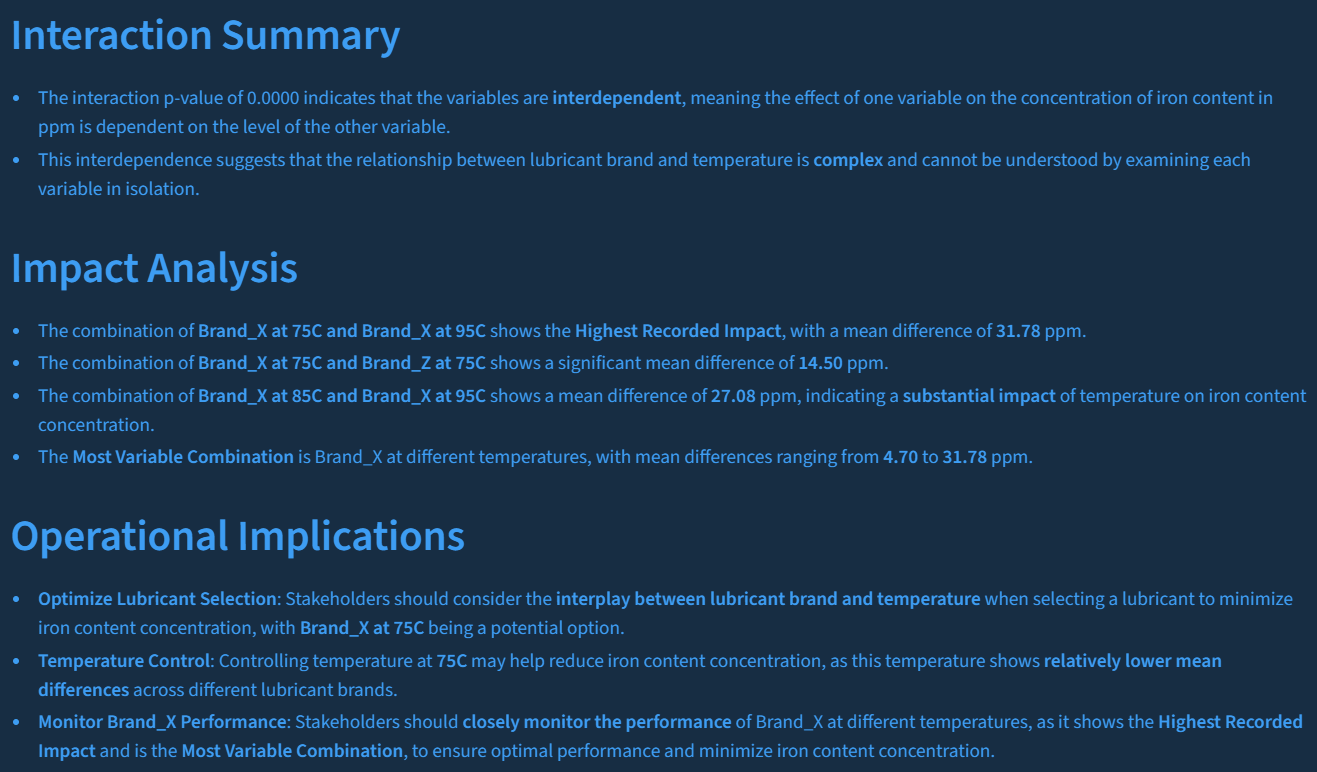 Interaction Summary
• The interaction p-value of 0.0000 indicates that the variables are interdependent, meaning the effect of one variable on the concentration of iron content in
ppm is dependent on the level of the other variable.
• This interdependence suggests that the relationship between lubricant brand and temperature is complex and cannot be understood by examining each
variable in isolation.
Impact Analysis
• The combination of Brand_X at 75C and Brand_X at 95C shows the Highest Recorded Impact, with a mean difference of 31.78 ppm.
• The combination of Brand_X at 75C and Brand_Z at 75C shows a significant mean difference of 14.50 ppm.
• The combination of Brand_X at 85C and Brand_X at 95C shows a mean difference of 27.08 ppm, indicating a substantial impact of temperature on iron content
concentration.
• The Most Variable Combination is Brand_X at different temperatures, with mean differences ranging from 4.70 to 31.78 ppm.
Operational Implications
• Optimize Lubricant Selection: Stakeholders should consider the interplay between lubricant brand and temperature when selecting a lubricant to minimize
iron content concentration, with Brand_X at 75C being a potential option.
• Temperature Control: Controlling temperature at 75C may help reduce iron content concentration, as this temperature shows relatively lower mean
differences across different lubricant brands.
• Monitor Brand_X Performance: Stakeholders should closely monitor the performance of Brand_X at different temperatures, as it shows the Highest Recorded
Impact and is the Most Variable Combination, to ensure optimal performance and minimize iron content concentration.